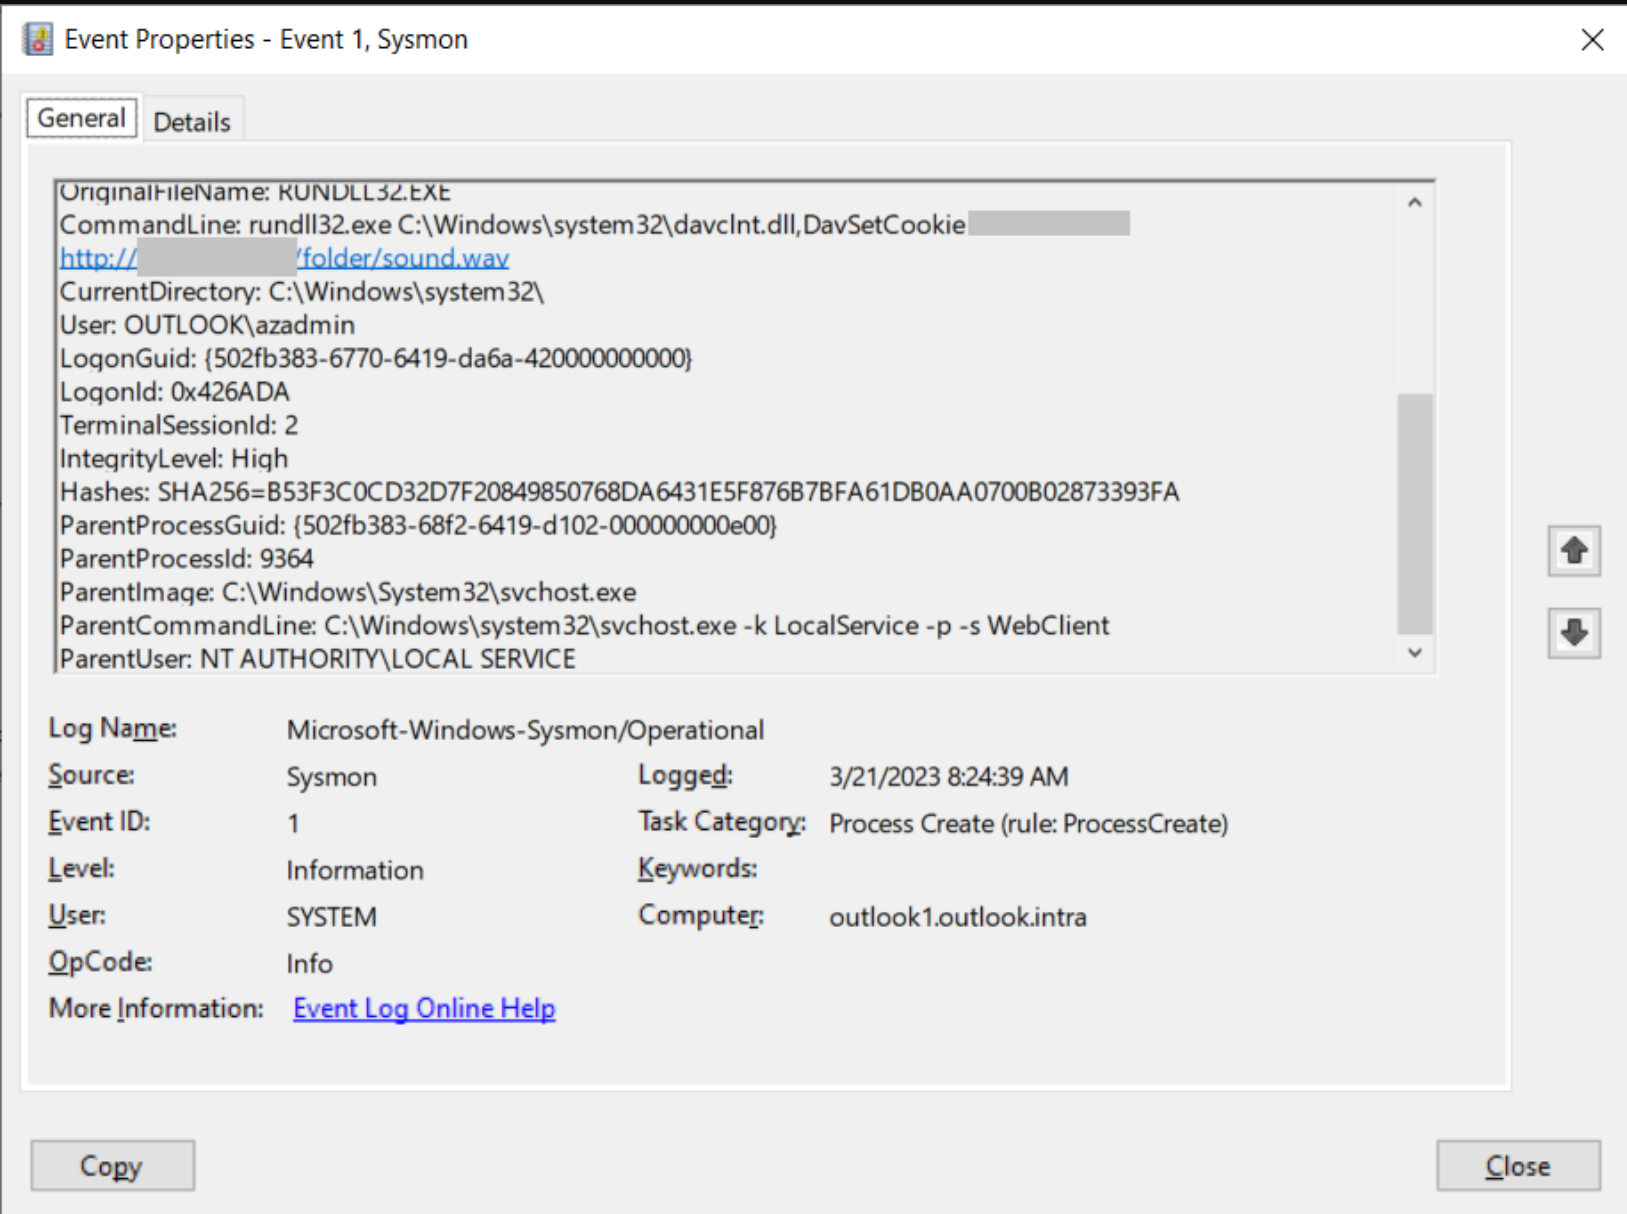 Event Properties - Event 1, Sysmon
General
Details
OriginalFileName: RUNDLL32.EXE
CommandLine: rundll32.exe C:\Windows\system32\davclnt.dll,DavSetCookie
http:// /folder/sound.wav
CurrentDirectory: C:\Windows\system32\
User: OUTLOOK\azadmin
LogonGuid: {502fb383-6770-6419-da6a-420000000000}
LogonId: 0x426ADA
TerminalSessionId: 2
IntegrityLevel: High
Hashes: SHA256=B53F3C0CD32D7F20849850768DA6431E5F876B7BFA61DB0AA0700B02873393FA
ParentProcessGuid: {502fb383-68f2-6419-d102-000000000e00}
ParentProcessId: 9364
ParentImage: C:\Windows\System32\svchost.exe
ParentCommandLine: C:\Windows\system32\svchost.exe -k LocalService -p -s WebClient
ParentUser: NT AUTHORITY\LOCAL SERVICE
Log Name: Microsoft-Windows-Sysmon/Operational
Source: Sysmon Logged: 3/21/2023 8:24:39 AM
Event ID: 1 Task Category: Process Create (rule: ProcessCreate)
Level: Information Keywords:
User: SYSTEM Computer: outlook1.outlook.intra
OpCode: Info
More Information: Event Log Online Help
Copy
Close